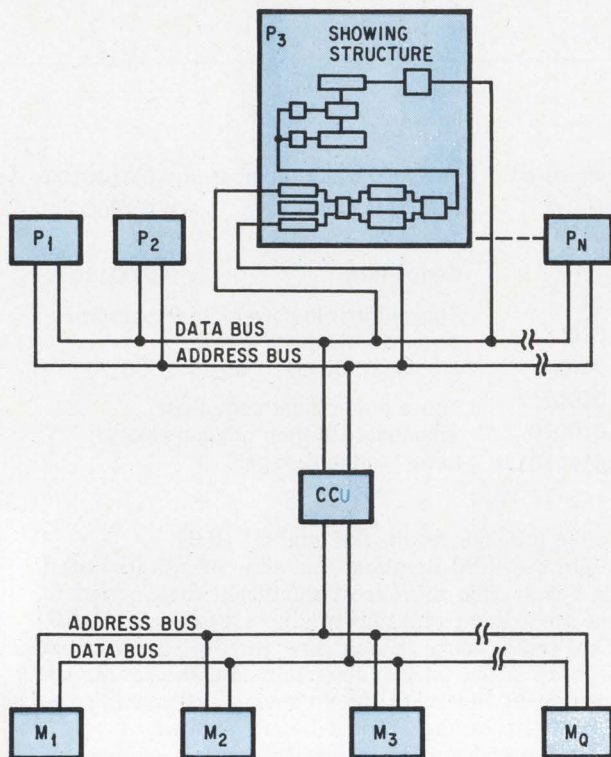 P3 SHOWING
STRUCTURE
P1
P2
PN
DATA BUS
ADDRESS BUS
CCU
ADDRESS BUS
DATA BUS
M1
M2
M3
MQ